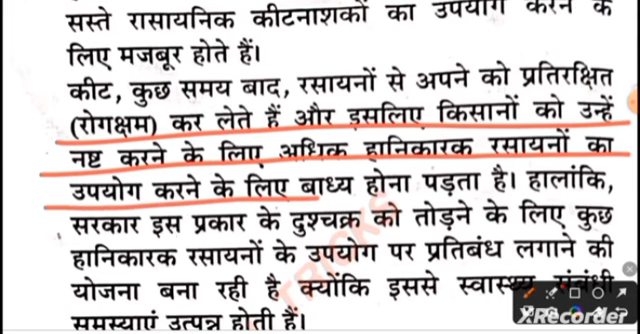 सस्ते रासायनिक कीटनाशकों का उपयोग करने के
लिए मजबूर होते हैं।
कीट, कुछ समय बाद, रसायनों से अपने को प्रतिरक्षित
(रोगक्षम) कर लेते हैं और इसलिए किसानों को उन्हें
नष्ट करने के लिए अधिक हानिकारक रसायनों का
उपयोग करने के लिए बाध्य होना पड़ता है। हालांकि,
सरकार इस प्रकार के दुश्चक्र को तोड़ने के लिए कुछ
हानिकारक रसायनों के उपयोग पर प्रतिबंध लगाने की
योजना बना रही है क्योंकि इससे स्वास्थ्य संबंधी
समस्याएं उत्पन्न होती हैं।
TRICKS
XRecorder